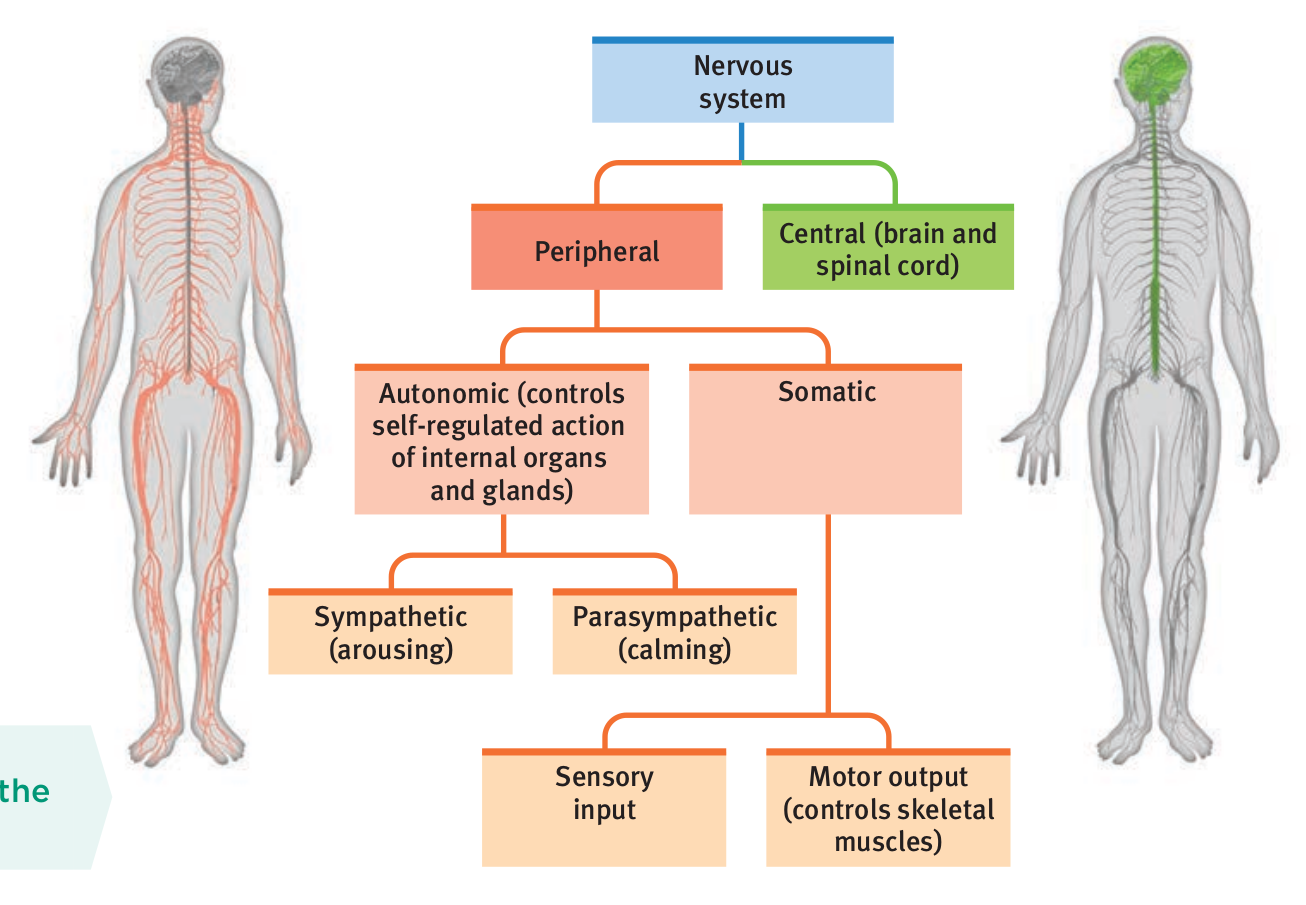 Nervous
system
Peripheral
Central (brain and
spinal cord)
Autonomic (controls
self-regulated action
of internal organs
and glands)
Somatic
Sympathetic
(arousing)
Parasympathetic
(calming)
Sensory
input
Motor output
(controls skeletal
muscles)
the